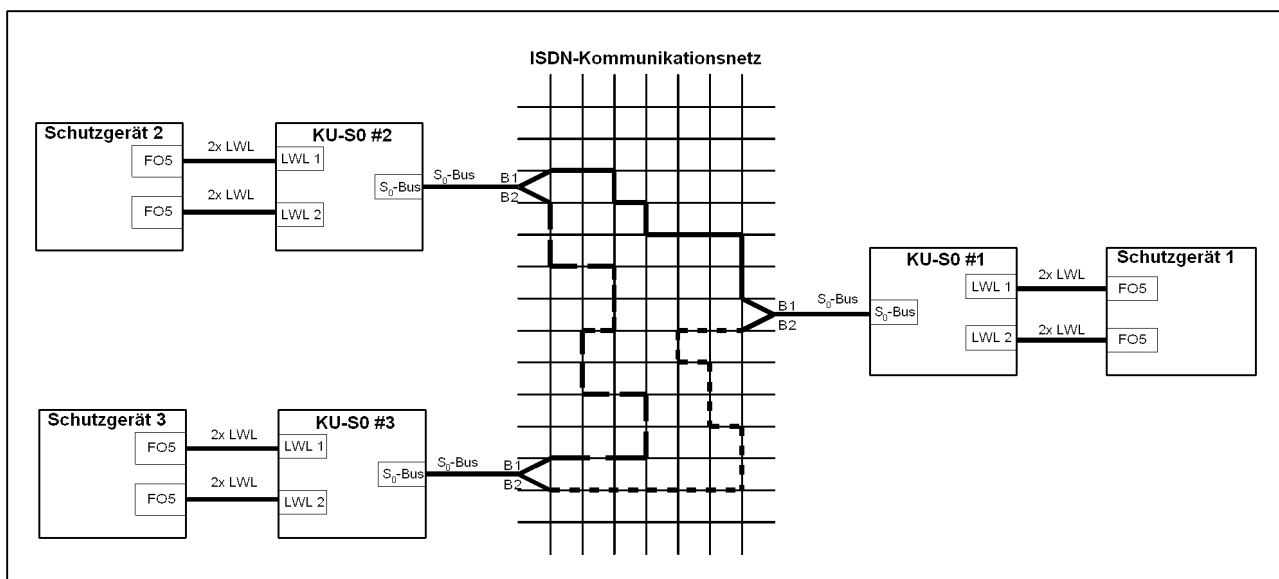 ISDN-Kommunikationsnetz
Schutzgerät 2
FO5
FO5
2x LWL
2x LWL
KU-S0 #2
LWL 1
LWL 2
S₀-Bus
S₀-Bus
B1
B2
KU-S0 #1
S₀-Bus
B1
B2
S₀-Bus
LWL 1
LWL 2
2x LWL
2x LWL
Schutzgerät 1
FO5
FO5
Schutzgerät 3
FO5
FO5
2x LWL
2x LWL
KU-S0 #3
LWL 1
LWL 2
S₀-Bus
S₀-Bus
B1
B2